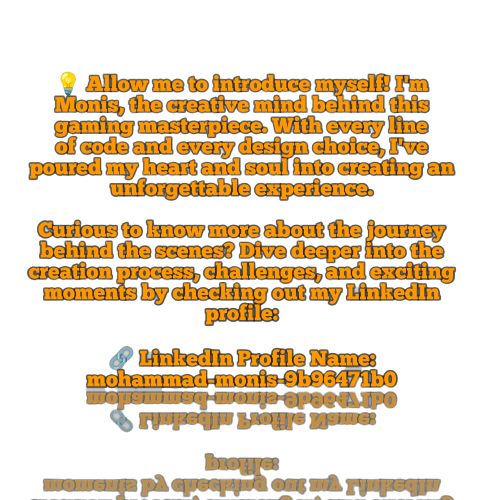 💡 Allow me to introduce myself! I'm
Monis, the creative mind behind this
gaming masterpiece. With every line
of code and every design choice, I've
poured my heart and soul into creating an
unforgettable experience.
Curious to know more about the journey
behind the scenes? Dive deeper into the
creation process, challenges, and exciting
moments by checking out my LinkedIn
profile:
🔗 LinkedIn Profile Name:
mohammad-monis-9b96471b0